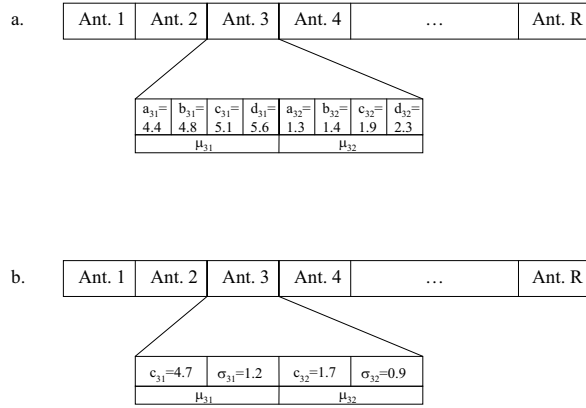 a. Ant. 1 Ant. 2 Ant. 3 Ant. 4 … Ant. R
a₃₁= b₃₁= c₃₁= d₃₁= a₃₂= b₃₂= c₃₂= d₃₂=
4.4 4.8 5.1 5.6 1.3 1.4 1.9 2.3
μ₃₁ μ₃₂
b. Ant. 1 Ant. 2 Ant. 3 Ant. 4 … Ant. R
c₃₁=4.7 σ₃₁=1.2 c₃₂=1.7 σ₃₂=0.9
μ₃₁ μ₃₂